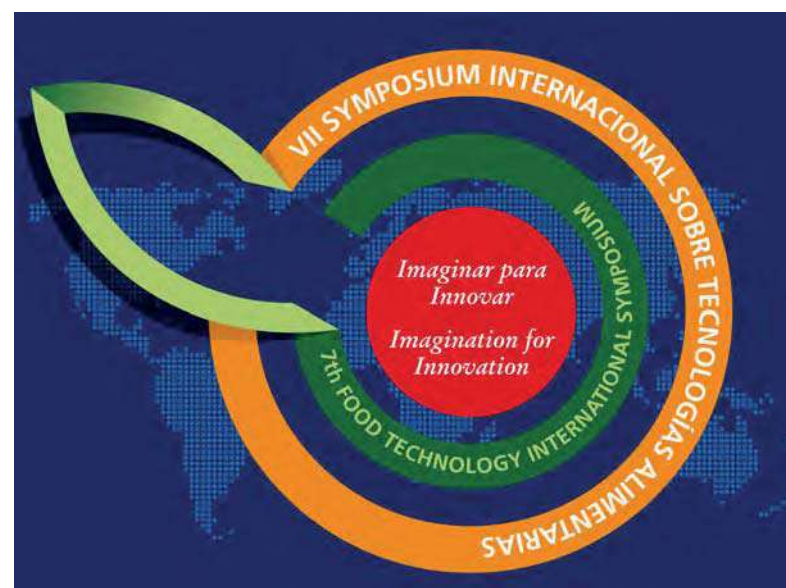 VII SYMPOSIUM INTERNACIONAL SOBRE TECNOLOGÍAS ALIMENTARIAS
7th FOOD TECHNOLOGY INTERNATIONAL SYMPOSIUM
Imaginar para
Innovar
Imagination for
Innovation